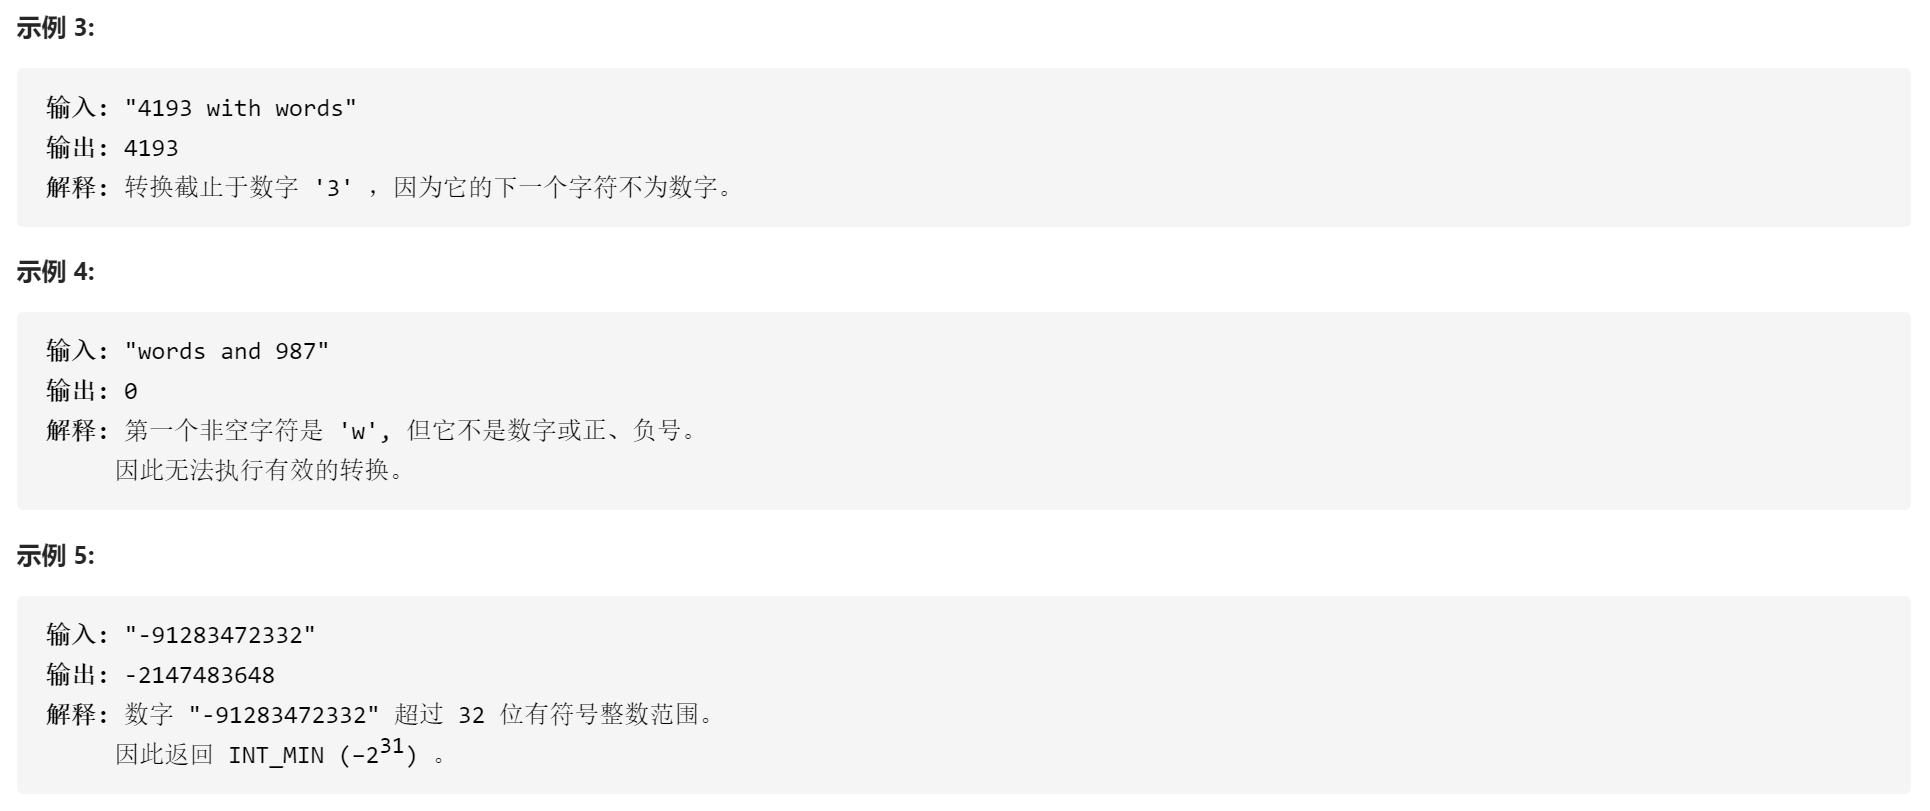 示例 3:
输入: "4193 with words"
输出: 4193
解释: 转换截止于数字 '3' ，因为它的下一个字符不为数字。
示例 4:
输入: "words and 987"
输出: 0
解释: 第一个非空字符是 'w', 但它不是数字或正、负号。
因此无法执行有效的转换。
示例 5:
输入: "-91283472332"
输出: -2147483648
解释: 数字 "-91283472332" 超过 32 位有符号整数范围。
因此返回 INT_MIN (−2³¹) 。